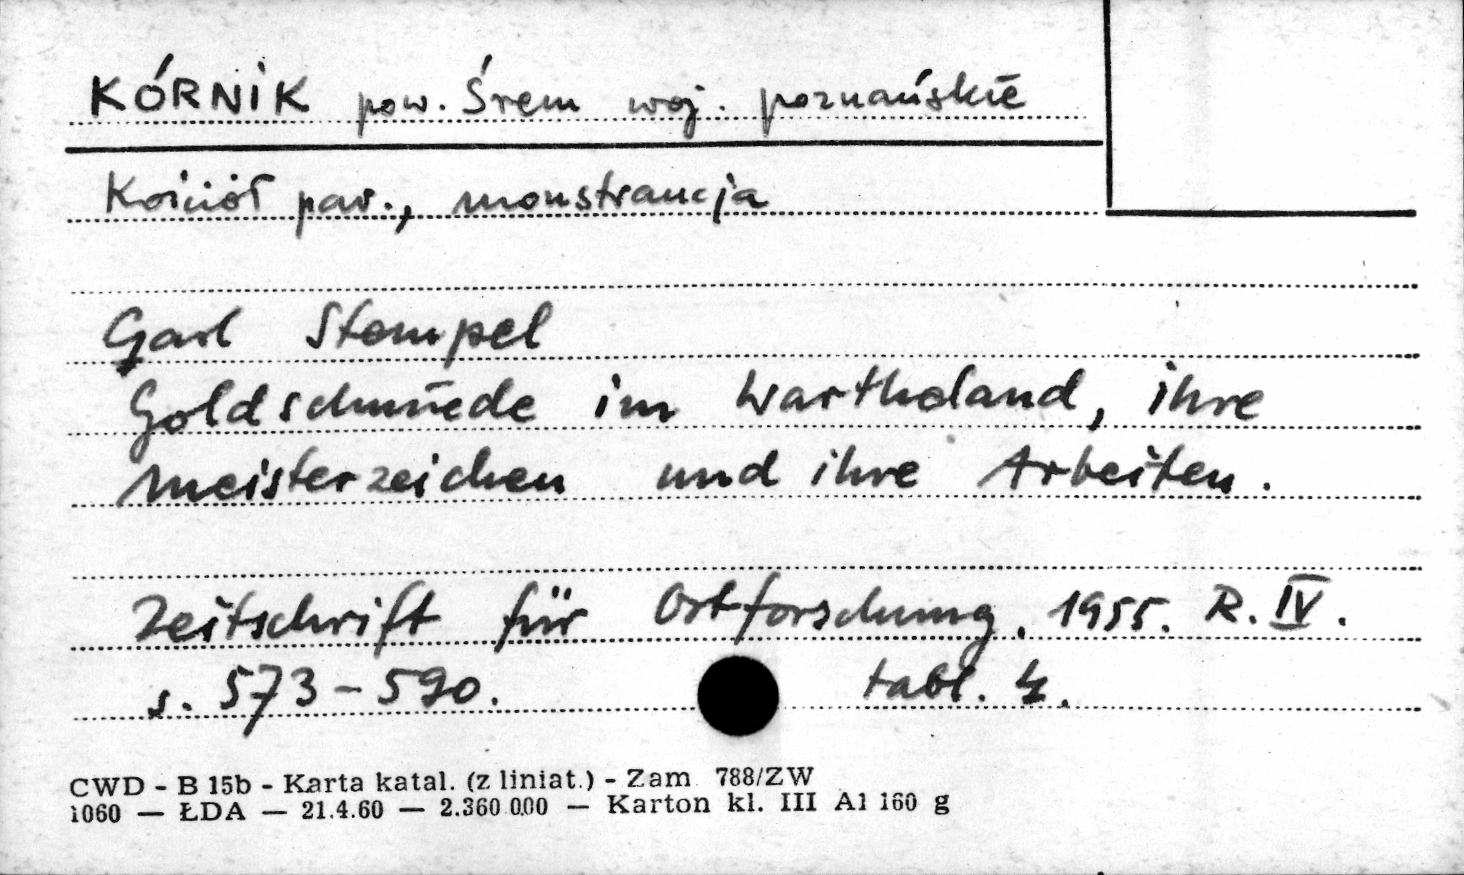 KÓRNIK pow. Śrem woj. poznańskie
Kościół par., monstrancja
Garl Stempel
Goldschmiede im Wartheland, ihre
Meisterzeichen und ihre Arbeiten.
Zeitschrift für Ostforschung. 1955. R. IV.
s. 573-590. tabl. 4.
CWD - B 15b - Karta katal. (z liniat.) - Zam 788/ZW
1060 — ŁDA — 21.4.60 — 2.360.000 — Karton kl. III A1 160 g